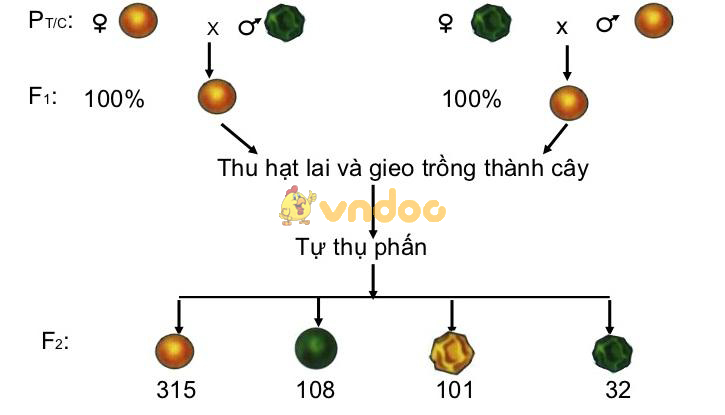 PT/C: ♀ x ♂ ♀ x ♂
F1: 100% 100%
Thu hạt lai và gieo trồng thành cây
vndoc
Tự thụ phấn
F2:
315 108 101 32